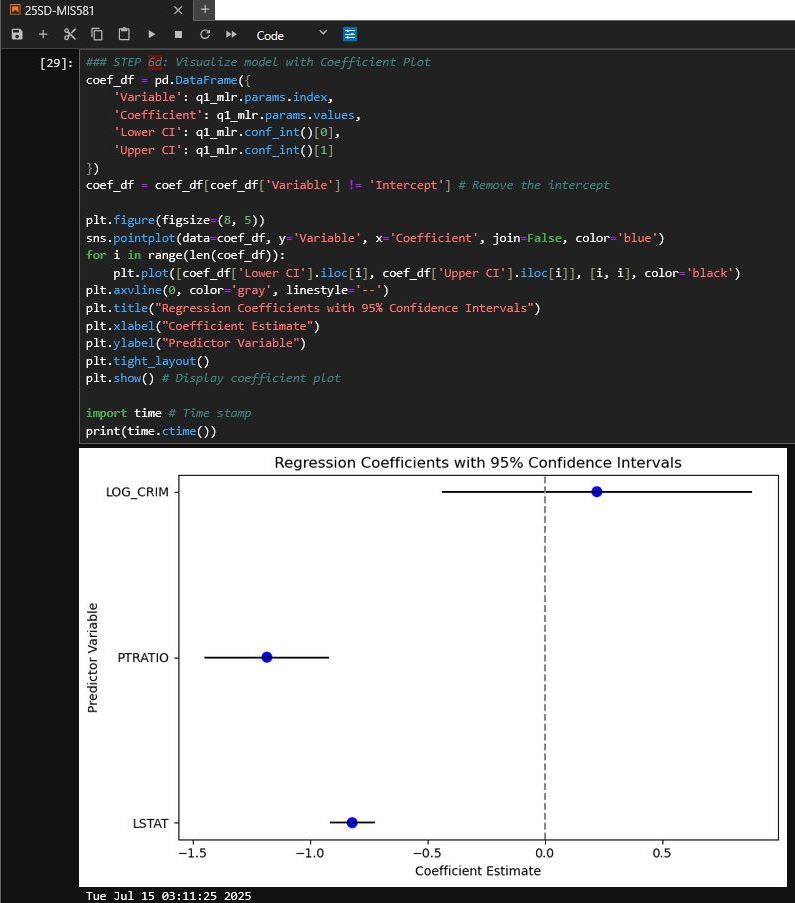 25SD-MIS581
Code
[29]:
### STEP 6d: Visualize model with Coefficient Plot
coef_df = pd.DataFrame({
    'Variable': q1_mlr.params.index,
    'Coefficient': q1_mlr.params.values,
    'Lower CI': q1_mlr.conf_int()[0],
    'Upper CI': q1_mlr.conf_int()[1]
})
coef_df = coef_df[coef_df['Variable'] != 'Intercept'] # Remove the intercept
plt.figure(figsize=(8, 5))
sns.pointplot(data=coef_df, y='Variable', x='Coefficient', join=False, color='blue')
for i in range(len(coef_df)):
    plt.plot([coef_df['Lower CI'].iloc[i], coef_df['Upper CI'].iloc[i]], [i, i], color='black')
plt.axvline(0, color='gray', linestyle='--')
plt.title("Regression Coefficients with 95% Confidence Intervals")
plt.xlabel("Coefficient Estimate")
plt.ylabel("Predictor Variable")
plt.tight_layout()
plt.show() # Display coefficient plot
import time # Time stamp
print(time.ctime())
Regression Coefficients with 95% Confidence Intervals
LOG_CRIM
PTRATIO
LSTAT
Predictor Variable
−1.5 −1.0 −0.5 0.0 0.5
Coefficient Estimate
Tue Jul 15 03:11:25 2025